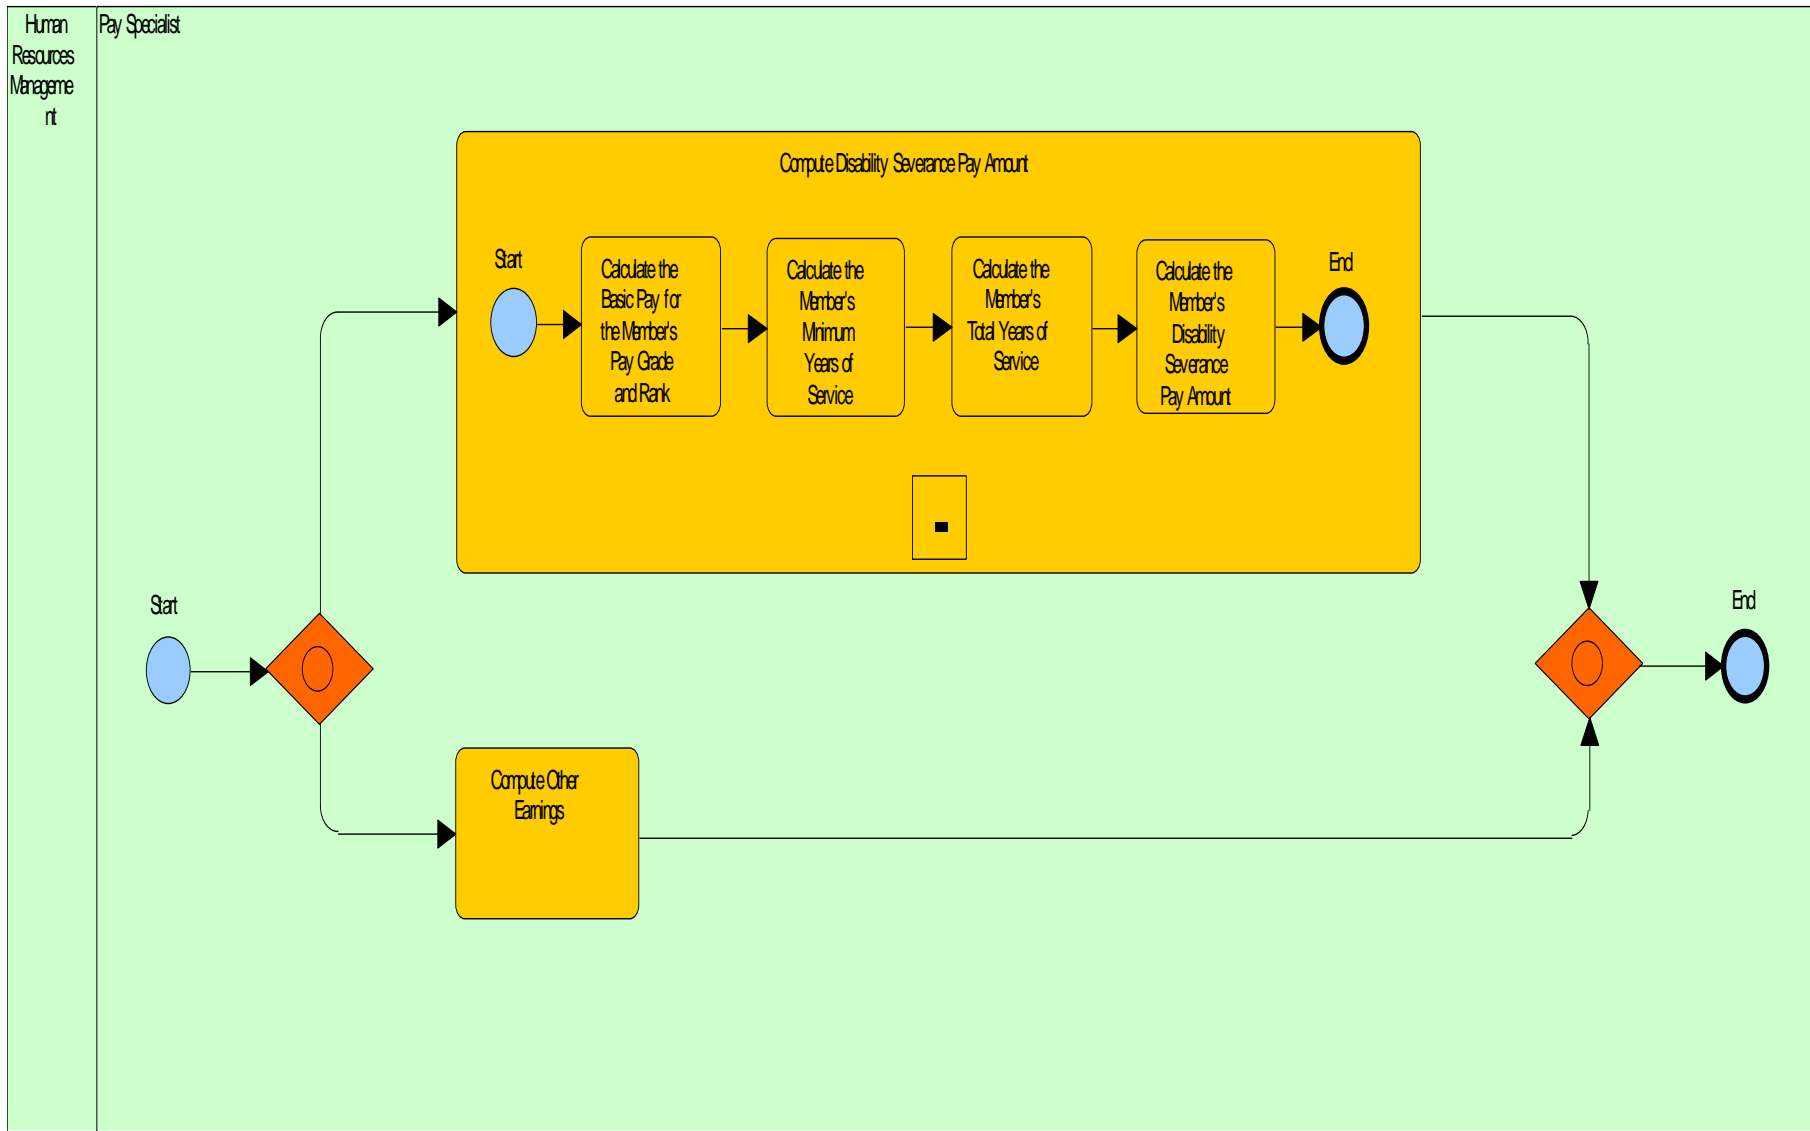 Human
Resources
Manageme
nt
Pay Specialist
Compute Disability Severance Pay Amount
Start
Calculate the
Basic Pay for
the Member's
Pay Grade
and Rank
Calculate the
Member's
Minimum
Years of
Service
Calculate the
Member's
Total Years of
Service
Calculate the
Member's
Disability
Severance
Pay Amount
End
Start
End
Compute Other
Earnings